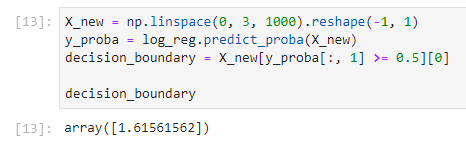 [13]: X_new = np.linspace(0, 3, 1000).reshape(-1, 1)
y_proba = log_reg.predict_proba(X_new)
decision_boundary = X_new[y_proba[:, 1] >= 0.5][0]
decision_boundary
[13]: array([1.61561562])